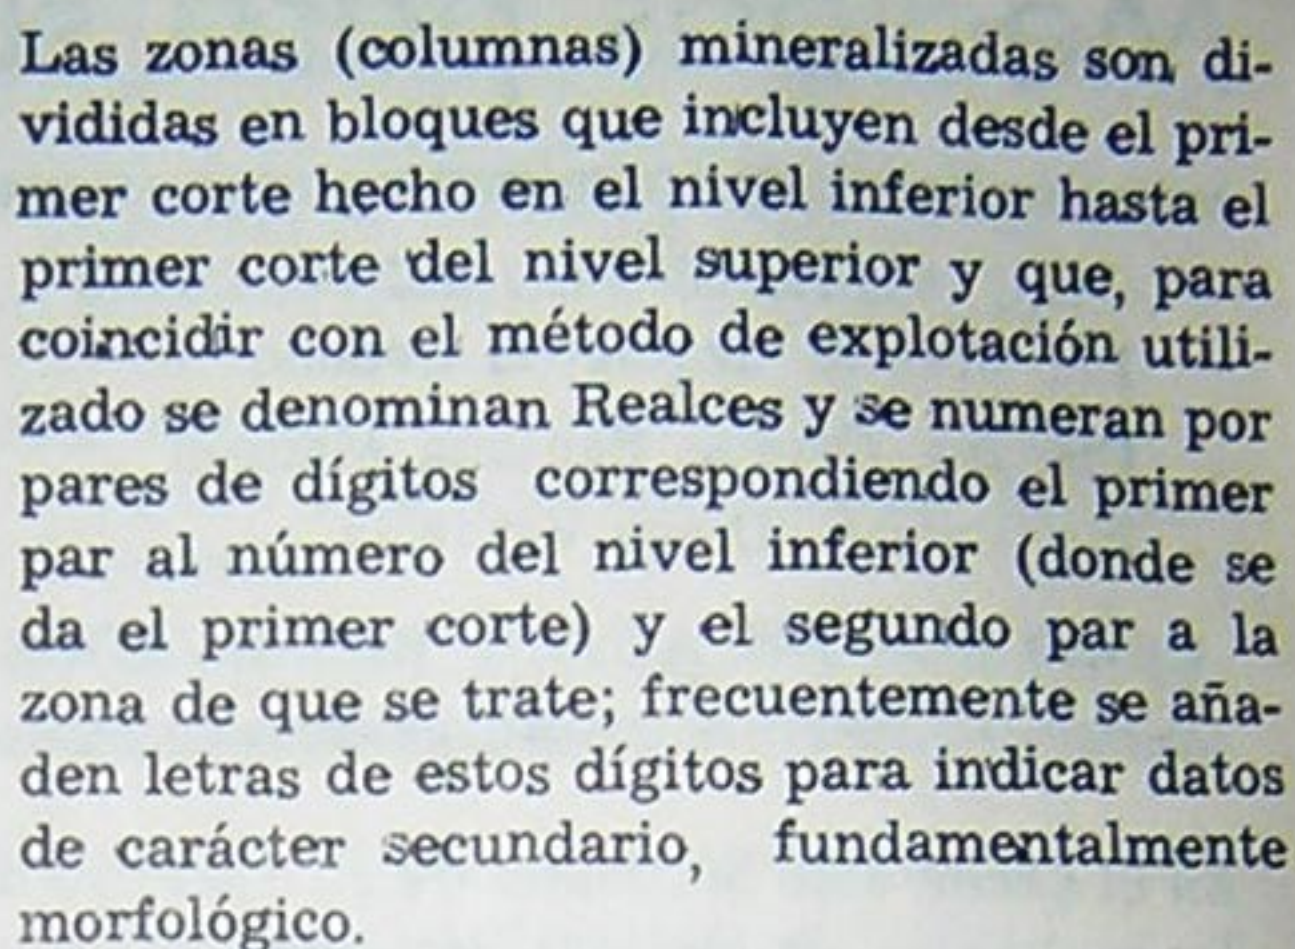 Las zonas (columnas) mineralizadas son di-
vididas en bloques que incluyen desde el pri-
mer corte hecho en el nivel inferior hasta el
primer corte del nivel superior y que, para
coincidir con el método de explotación utili-
zado se denominan Realces y se numeran por
pares de dígitos correspondiendo el primer
par al número del nivel inferior (donde se
da el primer corte) y el segundo par a la
zona de que se trate; frecuentemente se aña-
den letras de estos dígitos para indicar datos
de carácter secundario, fundamentalmente
morfológico.